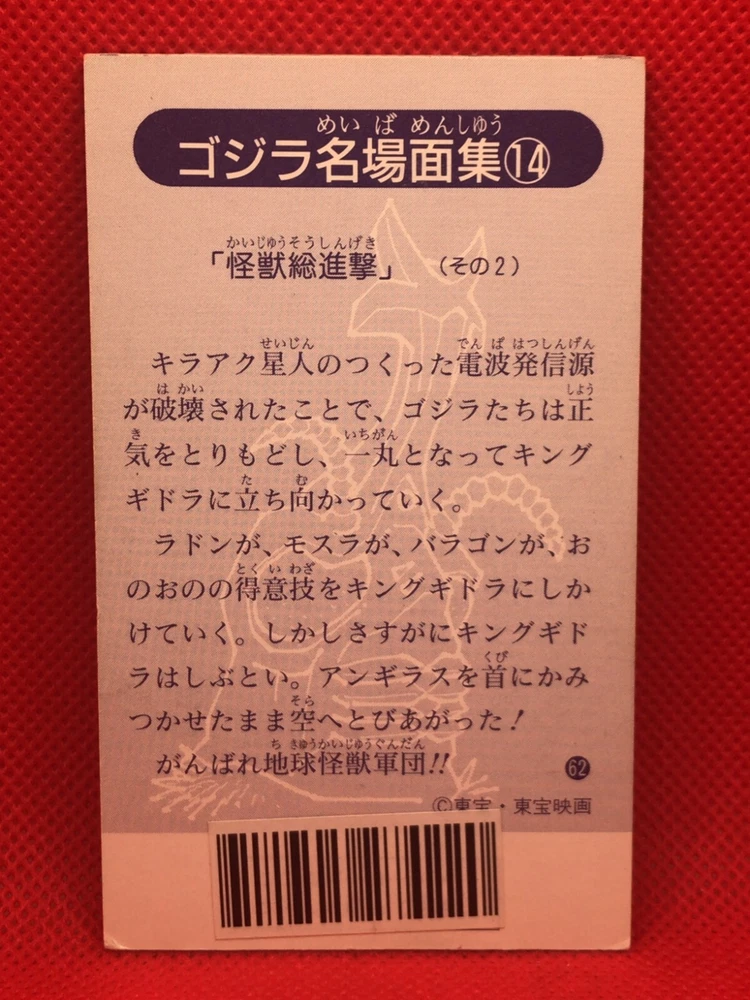 めいばめんしゅう
ゴジラ名場面集⑭
かいじゅうそうしんげき
「怪獣総進撃」 (その2)
せいじん でんぱはつしんげん
キラアク星人のつくった電波発信源
はかい しよう
が破壊されたことで、ゴジラたちは正
き いちがん
気をとりもどし、一丸となってキング
た む
ギドラに立ち向かっていく。
ラドンが、モスラが、バラゴンが、お
とくいわざ
のおのの得意技をキングギドラにしか
けていく。しかしさすがにキングギド
くび
ラはしぶとい。アンギラスを首にかみ
そら
つかせたまま空へとびあがった!
ちきゅうかいじゅうぐんだん
がんばれ地球怪獣軍団!! 62
©東宝・東宝映画